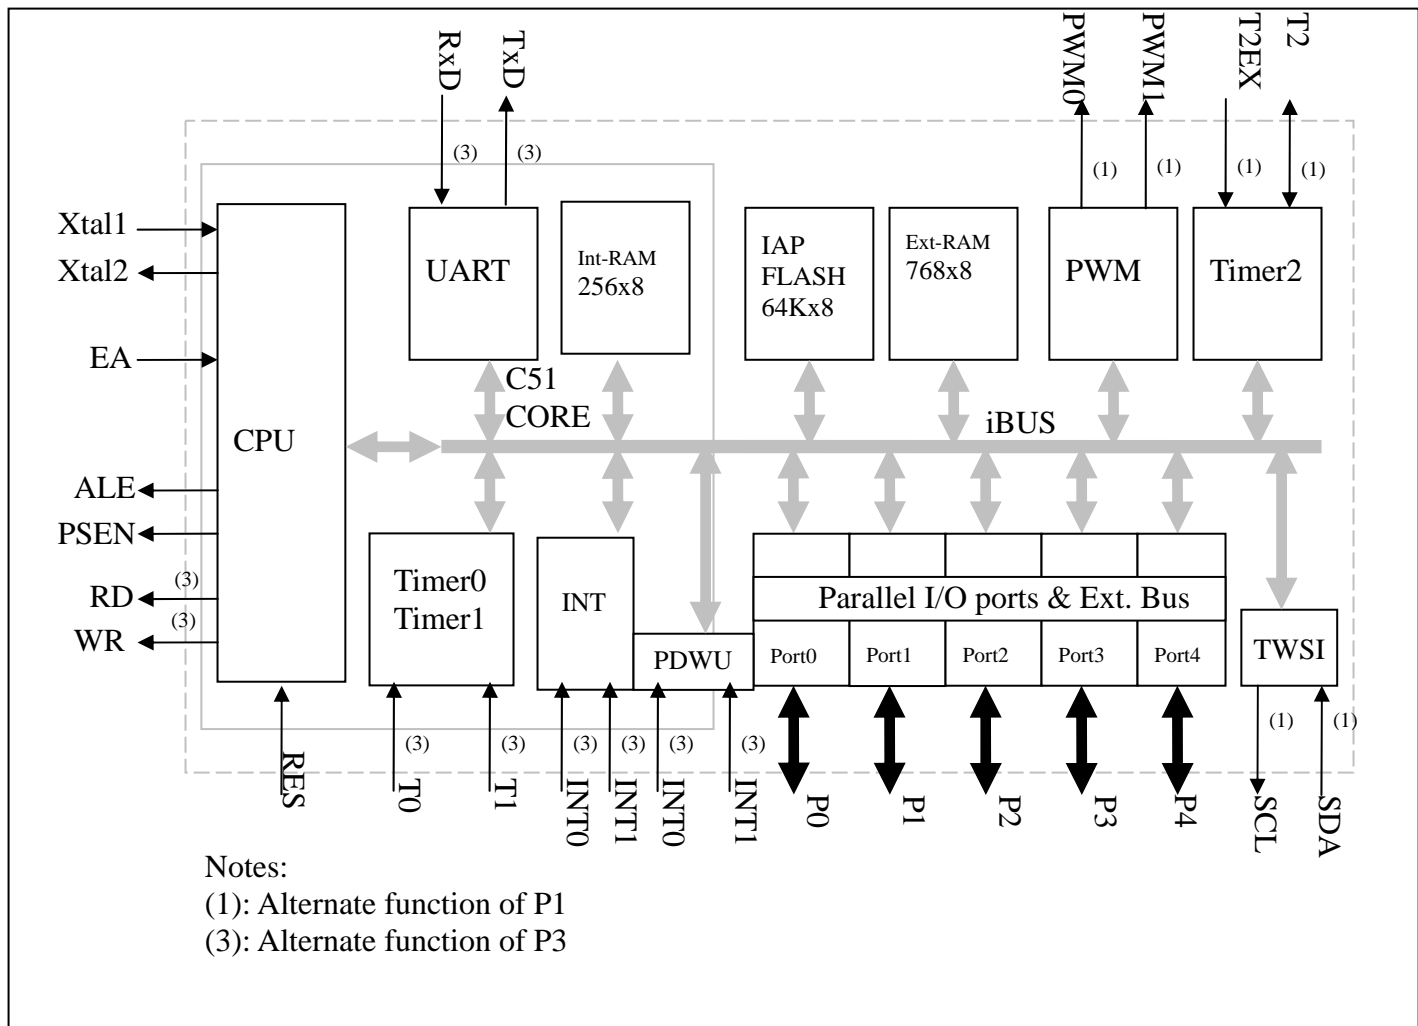 RxD
TxD
PWM0
PWM1
T2EX
T2
(3)
(3)
(1)
(1)
(1)
(1)
Xtal1
Xtal2
EA
ALE
PSEN
RD
(3)
WR
(3)
CPU
UART
Int-RAM
256x8
IAP
FLASH
64Kx8
Ext-RAM
768x8
PWM
Timer2
C51
CORE
iBUS
Timer0
Timer1
INT
PDWU
Parallel I/O ports & Ext. Bus
Port0
Port1
Port2
Port3
Port4
TWSI
(3)
(3)
(3)
(3)
(3)
(3)
(1)
(1)
RES
T0
T1
INT0
INT1
INT0
INT1
P0
P1
P2
P3
P4
SCL
SDA
Notes:
(1): Alternate function of P1
(3): Alternate function of P3